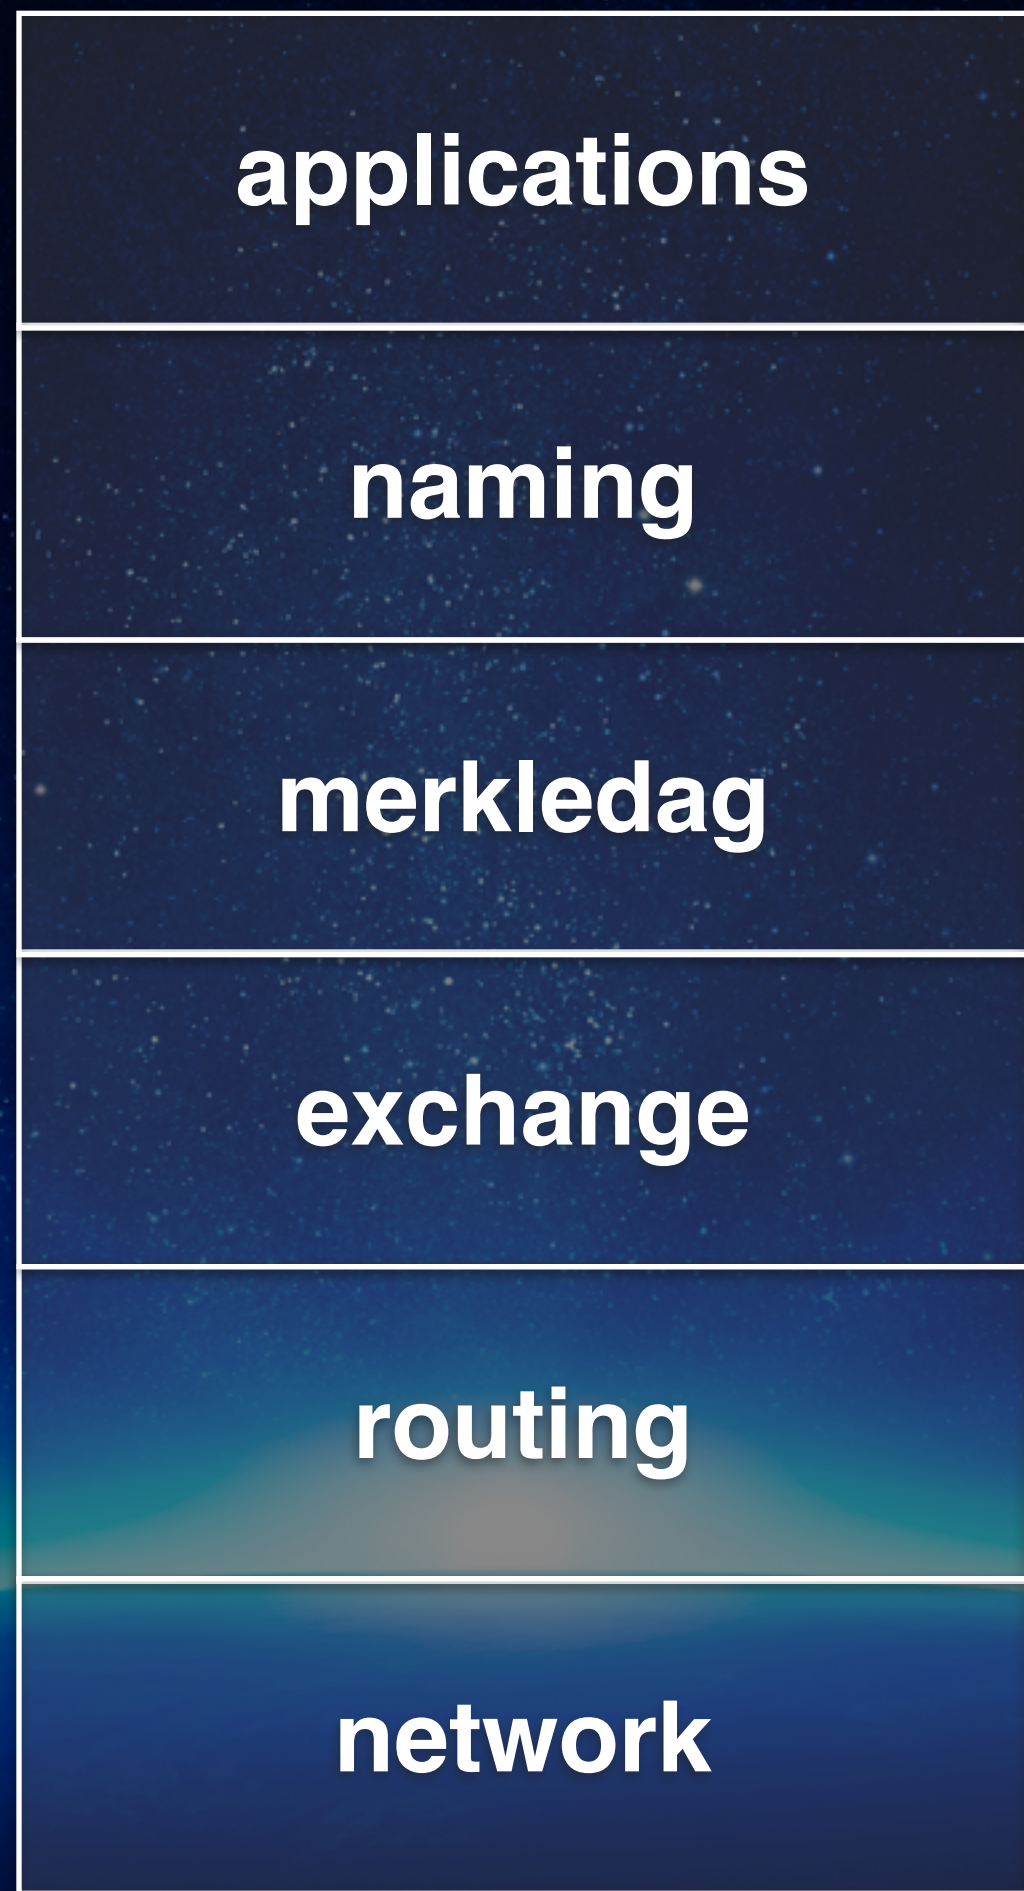 applications
naming
merkledag
exchange
routing
network